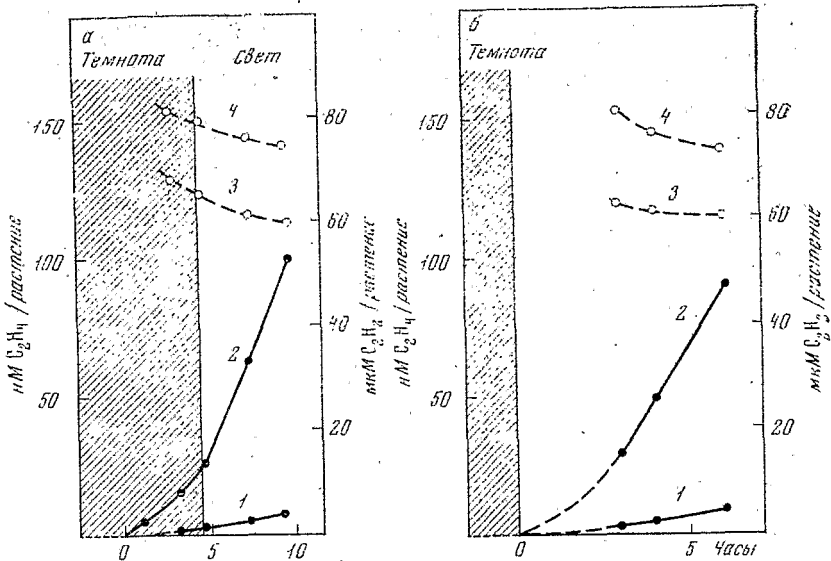 а
Темнота Свет
нМ C₂H₄/растение
150
100
50
4
3
2
1
80
60
40
20
мкМ C₂H₂/растение
0 5 10
б
Темнота
нМ C₂H₄/растение
150
100
50
4
3
2
1
80
60
40
20
мкМ C₂H₂/растение
0 5 Часы